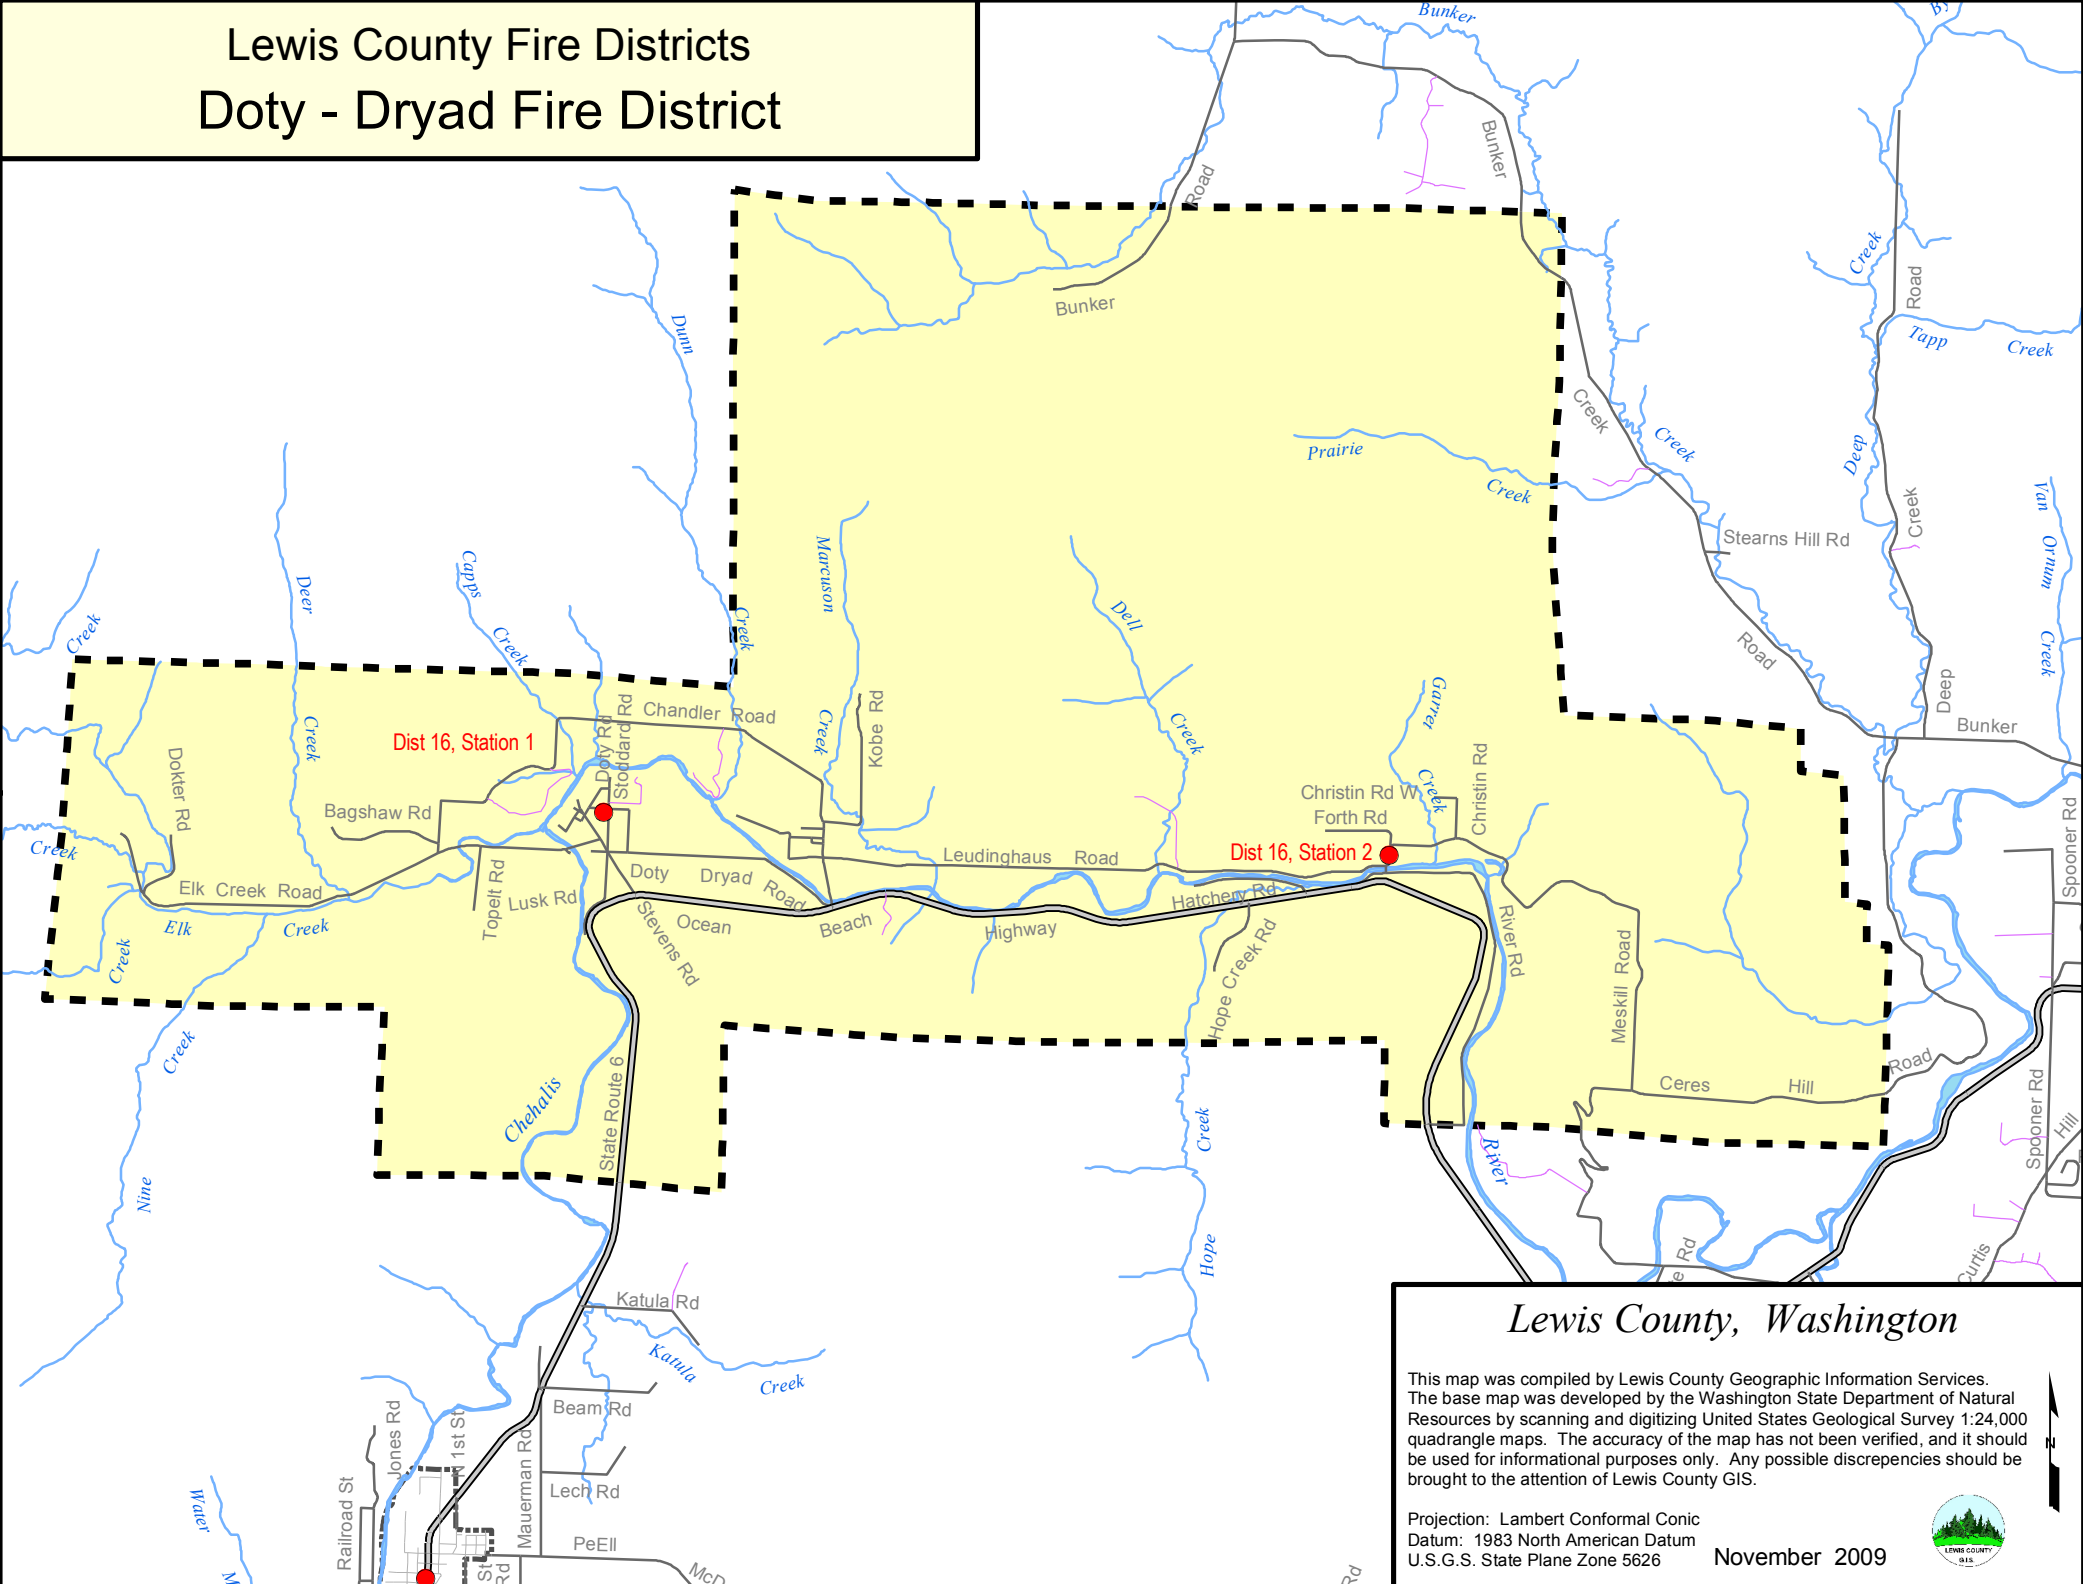 Lewis County Fire Districts
Doty - Dryad Fire District
Bunker
Road
Bunker
Bunker
Creek
Road
Creek
Tapp
Creek
Dunn
Creek
Prairie
Creek
Creek
Creek
Deep
Creek
Van
Ornum
Creek
Stearns Hill Rd
Road
Deep
Bunker
Creek
Deer
Creek
Capps
Creek
Marcuson
Creek
Dell
Creek
Garret
Creek
Chandler Road
Doty Rd
Stoddard Rd
Kobe Rd
Dist 16, Station 1
Dokter Rd
Bagshaw Rd
Christin Rd
Christin Rd W
Forth Rd
Dist 16, Station 2
Leudinghaus Road
Creek
Elk Creek Road
Elk
Creek
Creek
Topelt Rd
Lusk Rd
Doty
Dryad
Road
Stevens Rd
Ocean
Beach
Highway
Hatchery Rd
Hope Creek Rd
River Rd
Meskill Road
Spooner Rd
Ceres
Hill
Road
Creek
Nine
Chehalis
State Route 6
Creek
Hope
River
Spooner Rd
Hill
Curtis
e Rd
Katula Rd
Katula
Creek
Beam Rd
Mauerman Rd
Lech Rd
PeEll
McD
Jones Rd
N 1st St
Railroad St
St
Rd
Water
M
Rd
Lewis County, Washington
This map was compiled by Lewis County Geographic Information Services.
The base map was developed by the Washington State Department of Natural
Resources by scanning and digitizing United States Geological Survey 1:24,000
quadrangle maps. The accuracy of the map has not been verified, and it should
be used for informational purposes only. Any possible discrepencies should be
brought to the attention of Lewis County GIS.
Projection: Lambert Conformal Conic
Datum: 1983 North American Datum
U.S.G.S. State Plane Zone 5626
November 2009
N
LEWIS COUNTY
G.I.S.